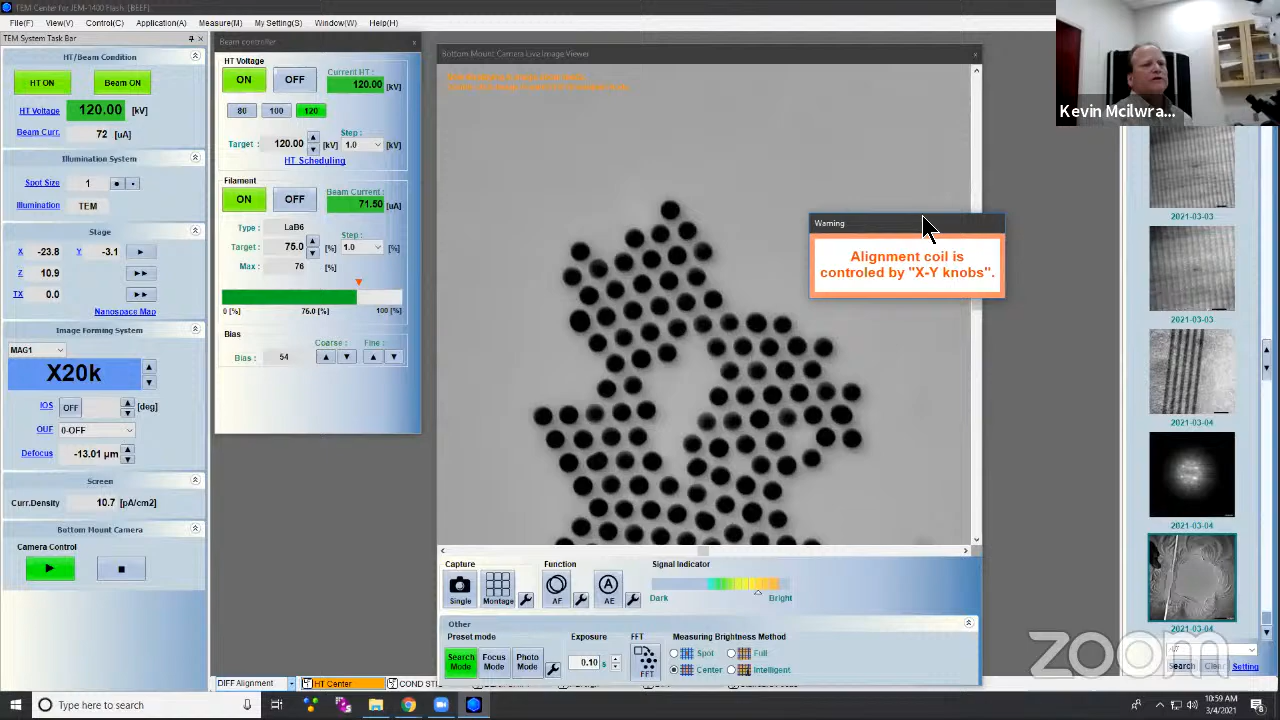 TEM Center for JEM-1400 Flash: (BEEF)
File(F) View(V) Control(C) Measure(M) My Setting(S) Window(W) Help(H)
TEM System Task Bar
HT/Beam Condition
HT ON Beam ON
HT Voltage 120.00 [kV]
Beam Curr. 72 [uA]
Illumination System
Spot Size 1
Illumination TEM
Stage
X -23.8 Y -3.1
Z 10.9
TX 0.0
Nanospace Map
Image Forming System
MAG1
X20k
IOS OFF [deg]
OUF 0-OFF
Defocus -13.01 µm
Screen
Curr.Density 10.7 [pA/cm2]
Bottom Mount Camera
Camera Control
Beam controller
HT Voltage
ON OFF Current HT: 120.00 [kV]
80 100 120
Target : 120.00 [kV] Step : 1.0 [kV]
HT Scheduling
Filament
ON OFF Beam Current : 71.50 [uA]
Type : LaB6
Target : 75.0 [%] Step : 1.0 [%]
Max : 76 [%]
0 [%] 75.0 [%] 100 [%]
Bias
Coarse : Fine :
Bias : 54
Bottom Mount Camera Live Image Viewer
Warning
Alignment coil is
controled by "X-Y knobs".
Capture Function Signal Indicator
Single Montage AF AE
Dark Bright
Other
Preset mode Exposure FFT Measuring Brightness Method
Search Mode Focus Mode Photo Mode 0.10 s FFT
Spot Full
Center Intelligent
Kevin Mcilwra...
2021-03-03
2021-03-03
2021-03-04
2021-03-04
2021-03-04
Search Clear Setting
zoom
DIFF Alignment HT Center
Type here to search
10:59 AM
3/4/2021